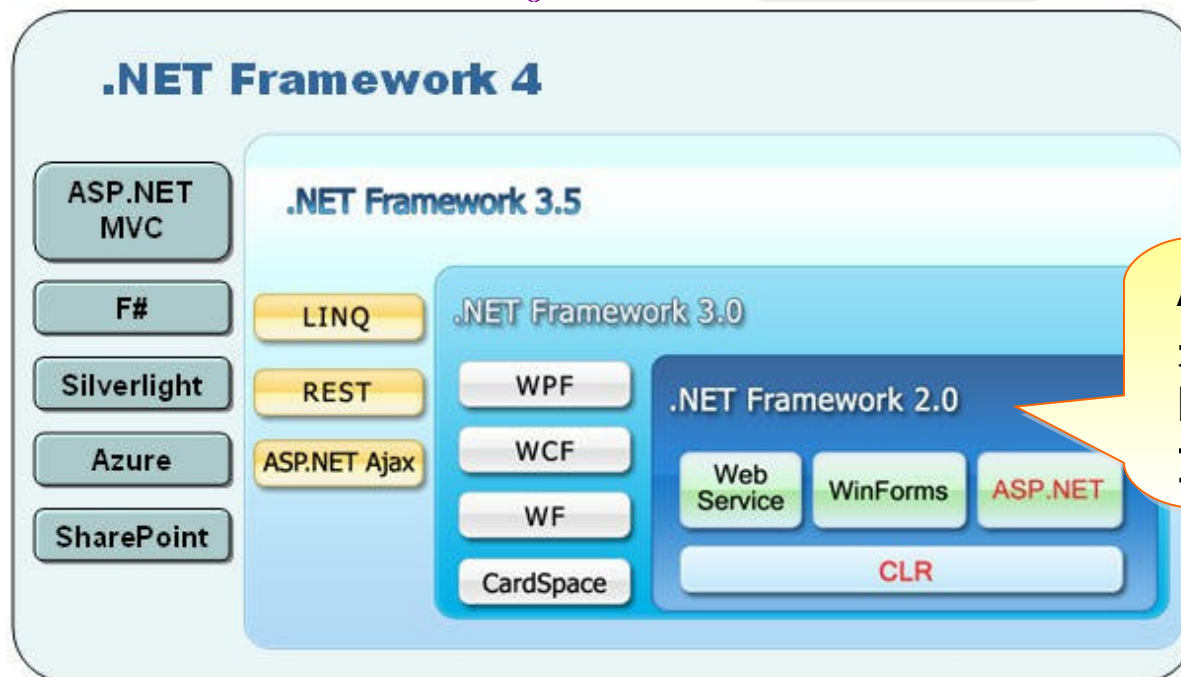 .NET Framework 4
ASP.NET
MVC
F#
Silverlight
Azure
SharePoint
.NET Framework 3.5
LINQ
REST
ASP.NET Ajax
.NET Framework 3.0
WPF
WCF
WF
CardSpace
.NET Framework 2.0
Web
Service
WinForms
ASP.NET
CLR